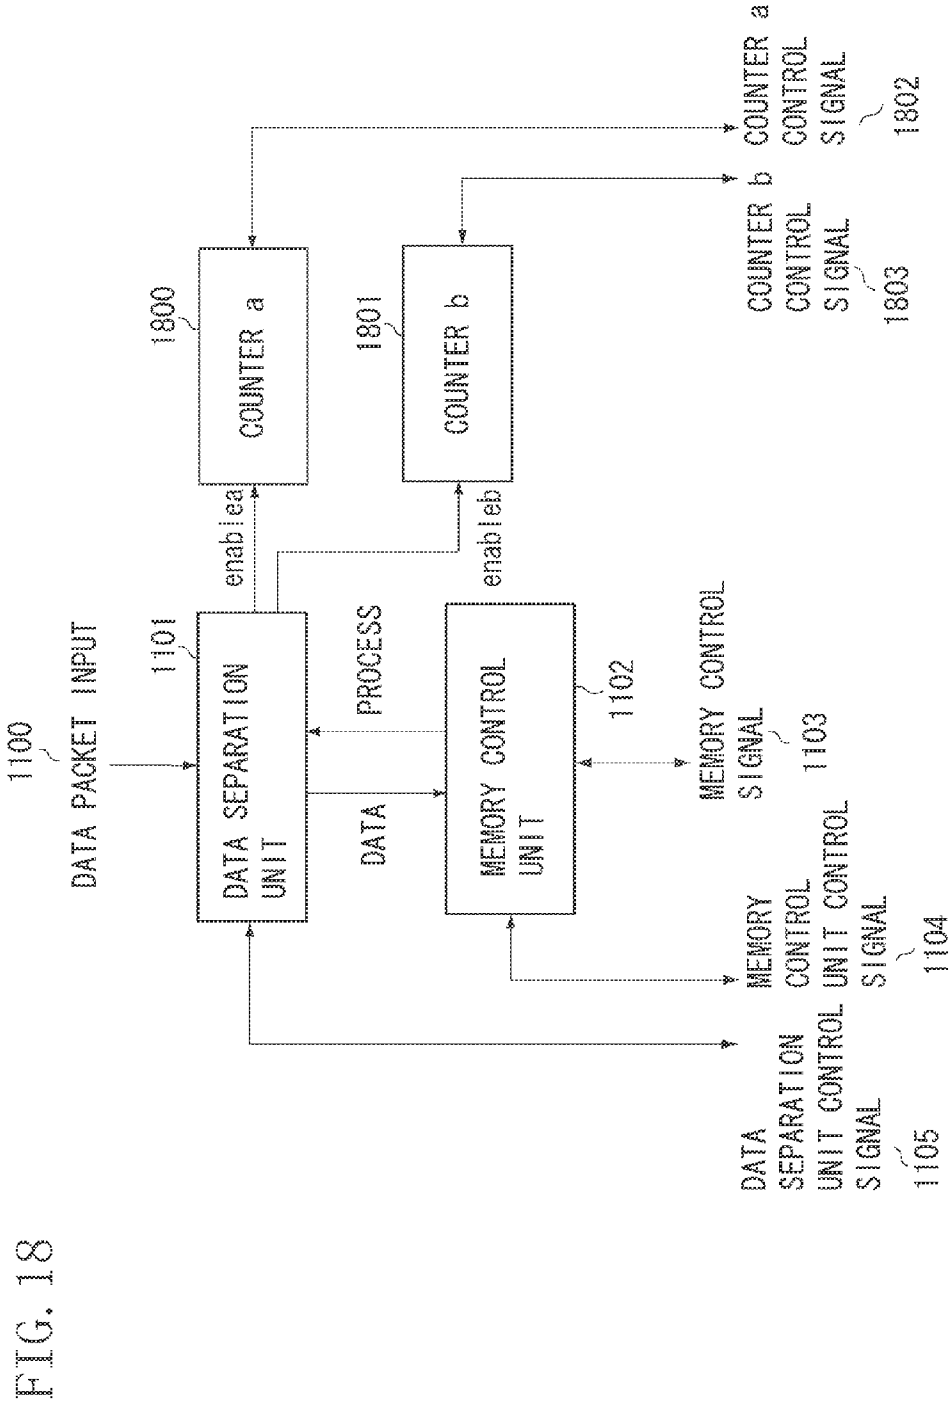 FIG. 18
1100
DATA PACKET INPUT
1101
DATA SEPARATION
UNIT
enablea
1800
COUNTER a
DATA
PROCESS
1801
COUNTER b
enableb
MEMORY CONTROL
UNIT
1102
DATA
SEPARATION
UNIT CONTROL
SIGNAL
1105
MEMORY
CONTROL
UNIT CONTROL
SIGNAL
1104
MEMORY CONTROL
SIGNAL
1103
COUNTER b
CONTROL
SIGNAL
1803
COUNTER a
CONTROL
SIGNAL
1802